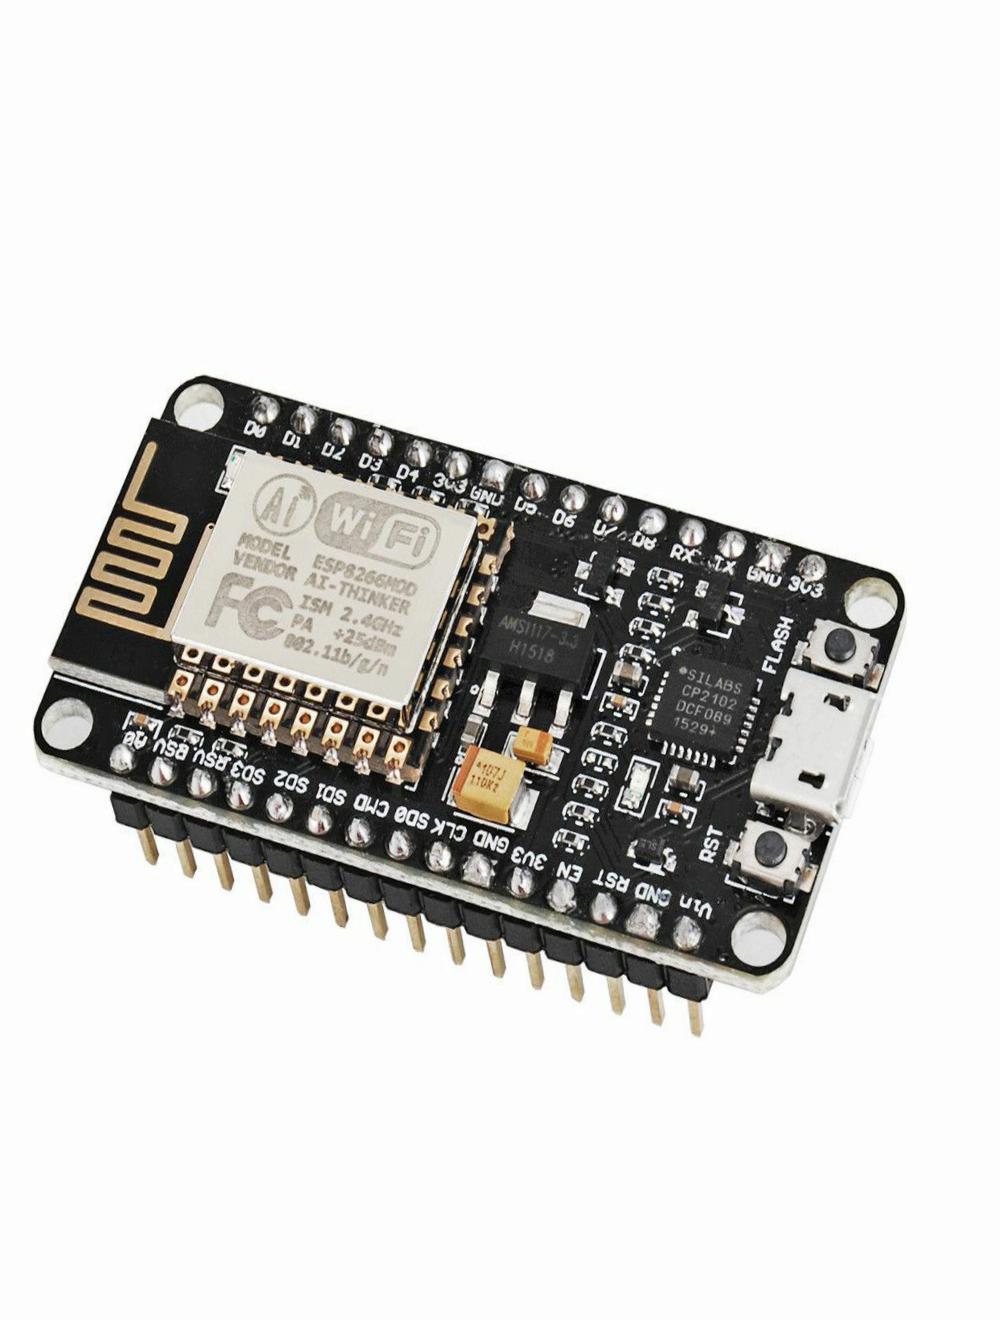 D0 D1 D2 D3 D4 3V3 GND D5 D6 D7 D8 RX TX GND 3V3
Ai WiFi
MODEL ESP8266MOD
VENDOR AI-THINKER
FC ISM 2.4GHz
PA +25dBm
802.11b/g/n
AMS1117-3.3
H1518
SILABS
CP2102
DCF089
1529+
FLASH
107J
RST
A0 RSV RSV SD3 SD2 SD1 CMD SD0 CLK GND 3V3 EN RST GND Vin